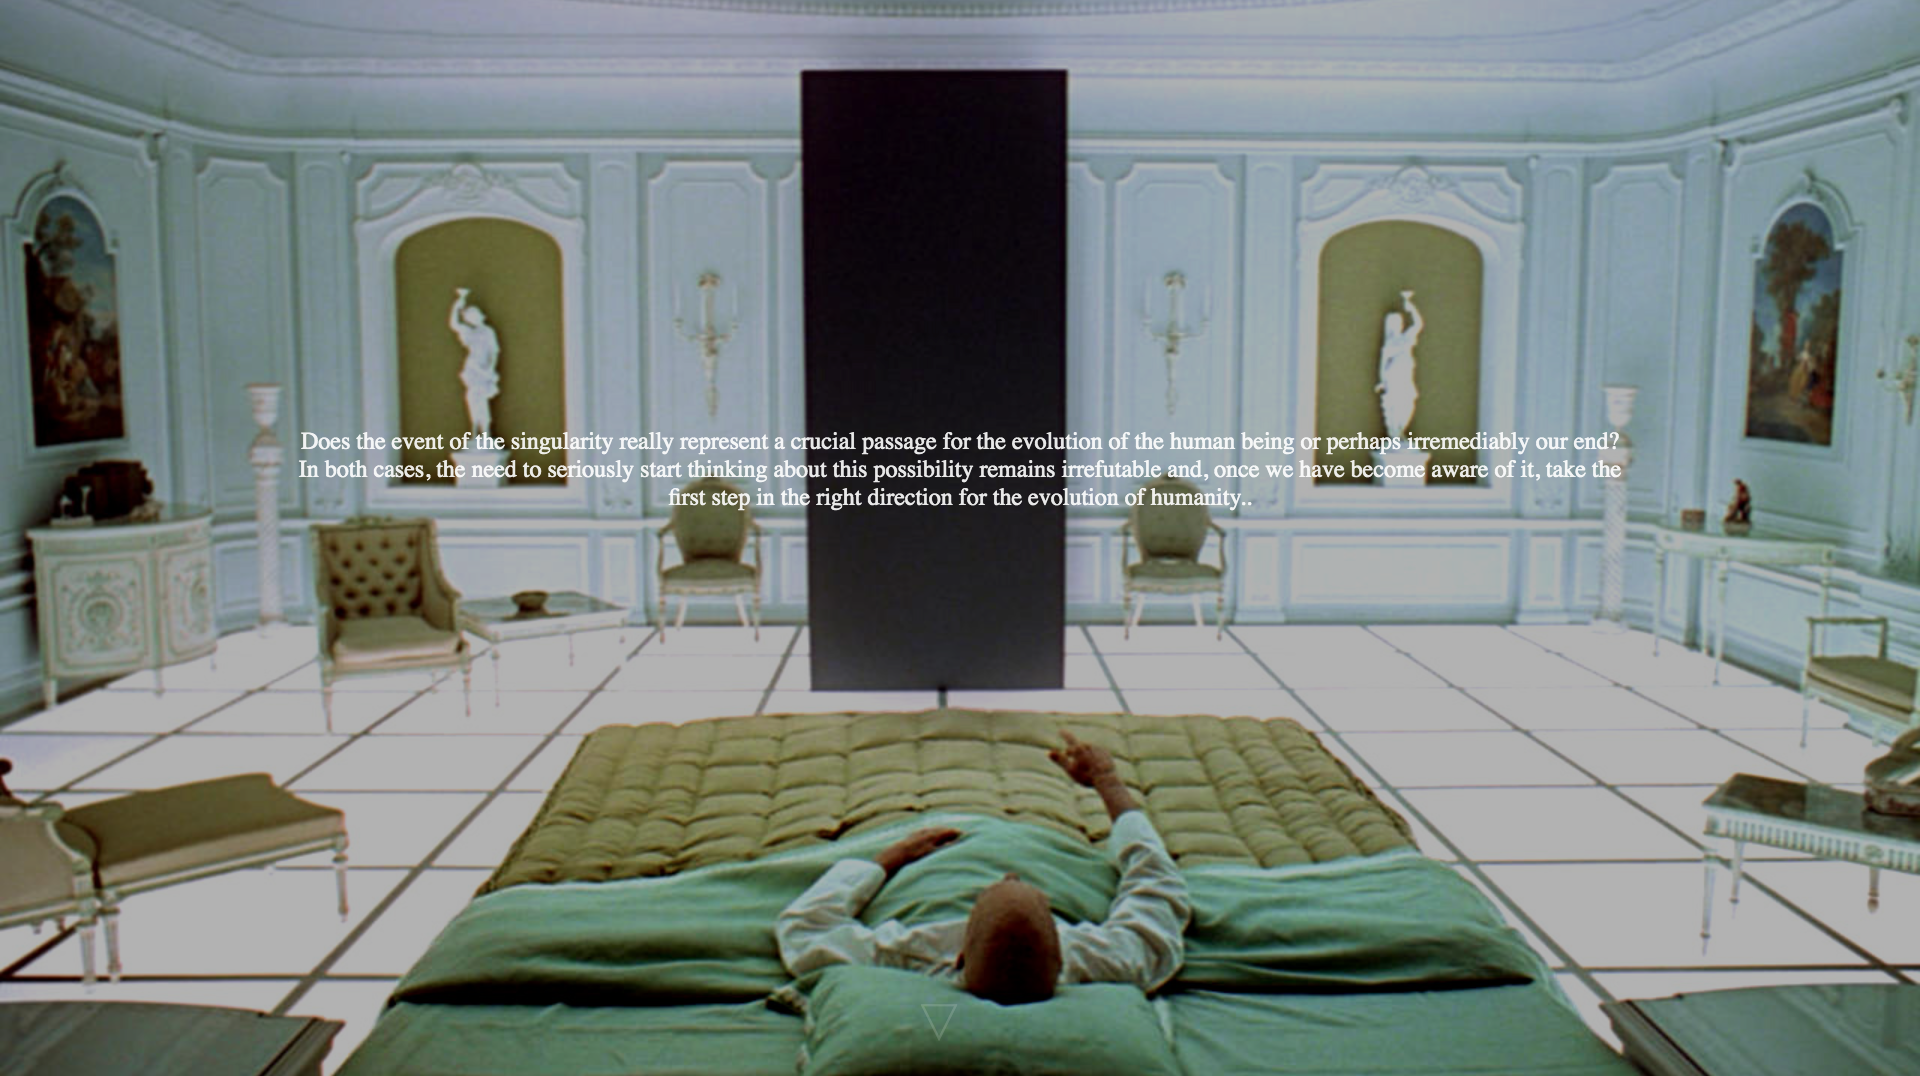 Does the event of the singularity really represent a crucial passage for the evolution of the human being or perhaps irremediably our end?
In both cases, the need to seriously start thinking about this possibility remains irrefutable and, once we have become aware of it, take the
first step in the right direction for the evolution of humanity..